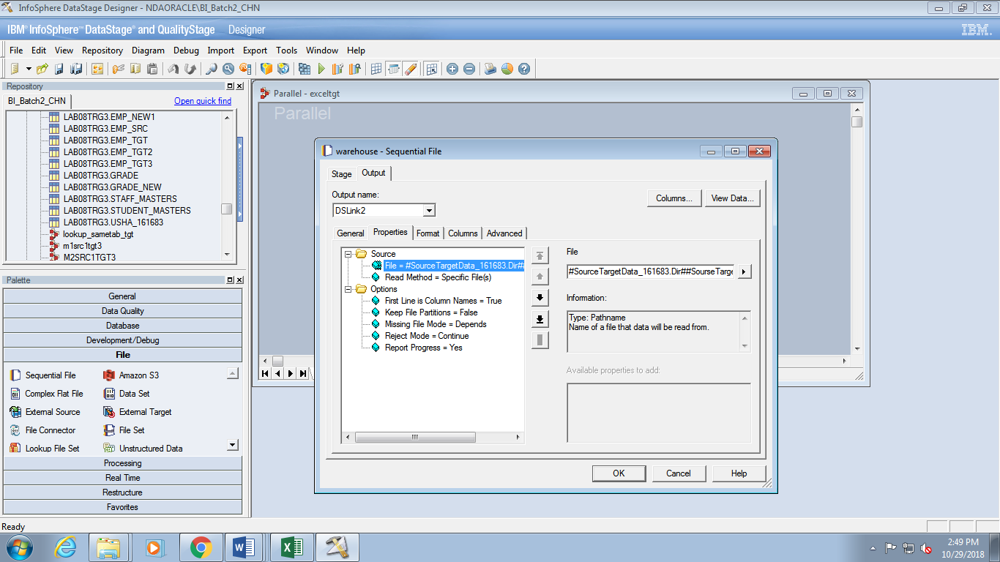 InfoSphere DataStage Designer - NDAORACLE\BI_Batch2_CHN
IBM® InfoSphere™ DataStage® and QualityStage Designer
IBM.
File Edit View Repository Diagram Debug Import Export Tools Window Help
Repository
BI_Batch2_CHN
Open quick find
LAB08TRG3.EMP_NEW1
LAB08TRG3.EMP_SRC
LAB08TRG3.EMP_TGT
LAB08TRG3.EMP_TGT2
LAB08TRG3.EMP_TGT3
LAB08TRG3.GRADE
LAB08TRG3.GRADE_NEW
LAB08TRG3.STAFF_MASTERS
LAB08TRG3.STUDENT_MASTERS
LAB08TRG3.USHA_161683
lookup_sametab_tgt
m1src1tgt3
M2SRC1TGT3
Palette
General
Data Quality
Database
Development/Debug
File
Sequential File
Amazon S3
Complex Flat File
Data Set
External Source
External Target
File Connector
File Set
Lookup File Set
Unstructured Data
Processing
Real Time
Restructure
Favorites
Parallel - exceltgt
Parallel
warehouse - Sequential File
Stage
Output
Output name:
DSLink2
Columns...
View Data...
General
Properties
Format
Columns
Advanced
Source
File = #SourceTargetData_161683.Dir##
Read Method = Specific File(s)
Options
First Line is Column Names = True
Keep File Partitions = False
Missing File Mode = Depends
Reject Mode = Continue
Report Progress = Yes
File
#SourceTargetData_161683.Dir##SourseTarge
Information:
Type: Pathname
Name of a file that data will be read from.
Available properties to add:
OK
Cancel
Help
Ready
2:49 PM
10/29/2018